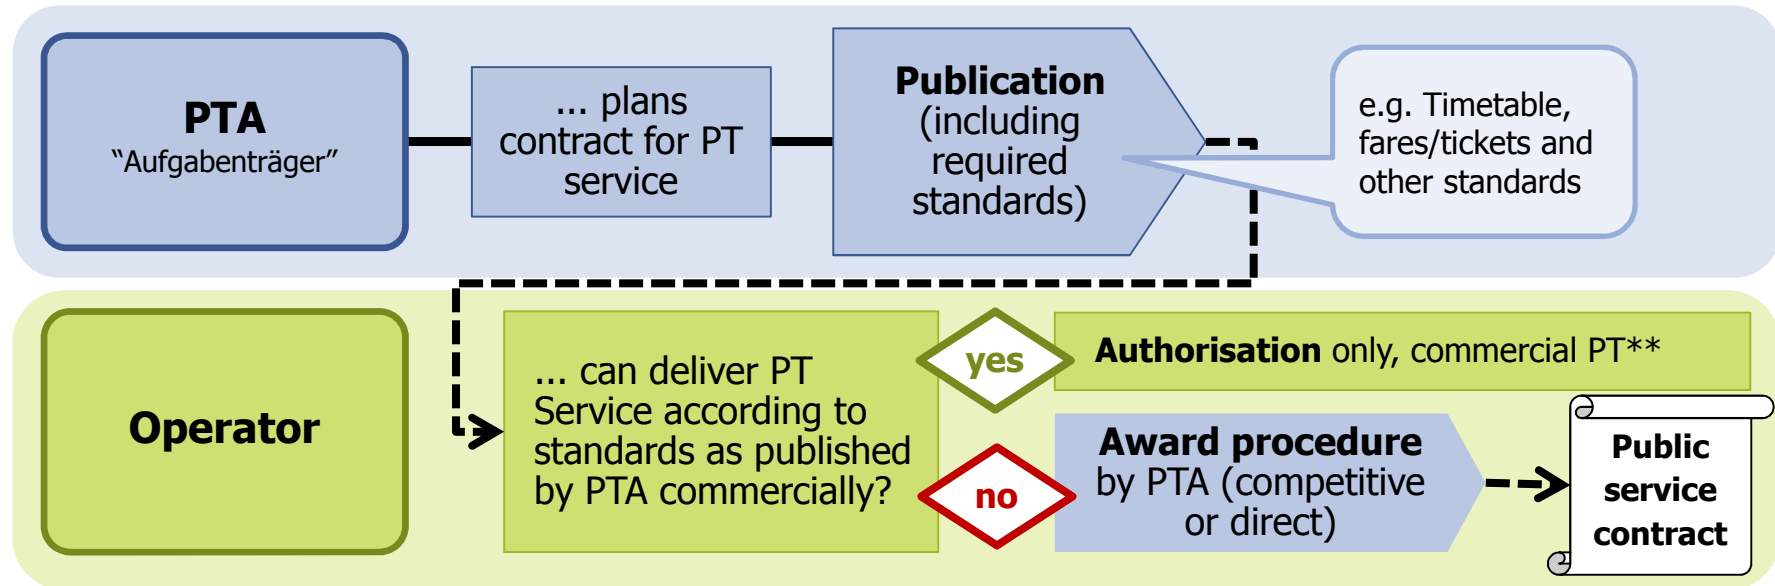 PTA
“Aufgabenträger”
... plans
contract for PT
service
Publication
(including
required
standards)
e.g. Timetable,
fares/tickets and
other standards
Operator
... can deliver PT
Service according to
standards as published
by PTA commercially?
yes
Authorisation only, commercial PT**
no
Award procedure
by PTA (competitive
or direct)
Public
service
contract